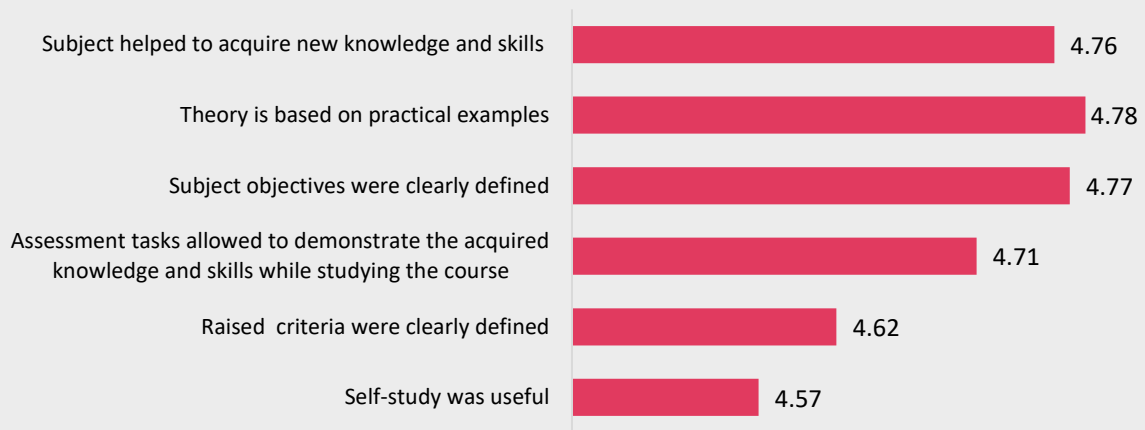 Subject helped to acquire new knowledge and skills 4.76
Theory is based on practical examples 4.78
Subject objectives were clearly defined 4.77
Assessment tasks allowed to demonstrate the acquired
knowledge and skills while studying the course 4.71
Raised criteria were clearly defined 4.62
Self-study was useful 4.57